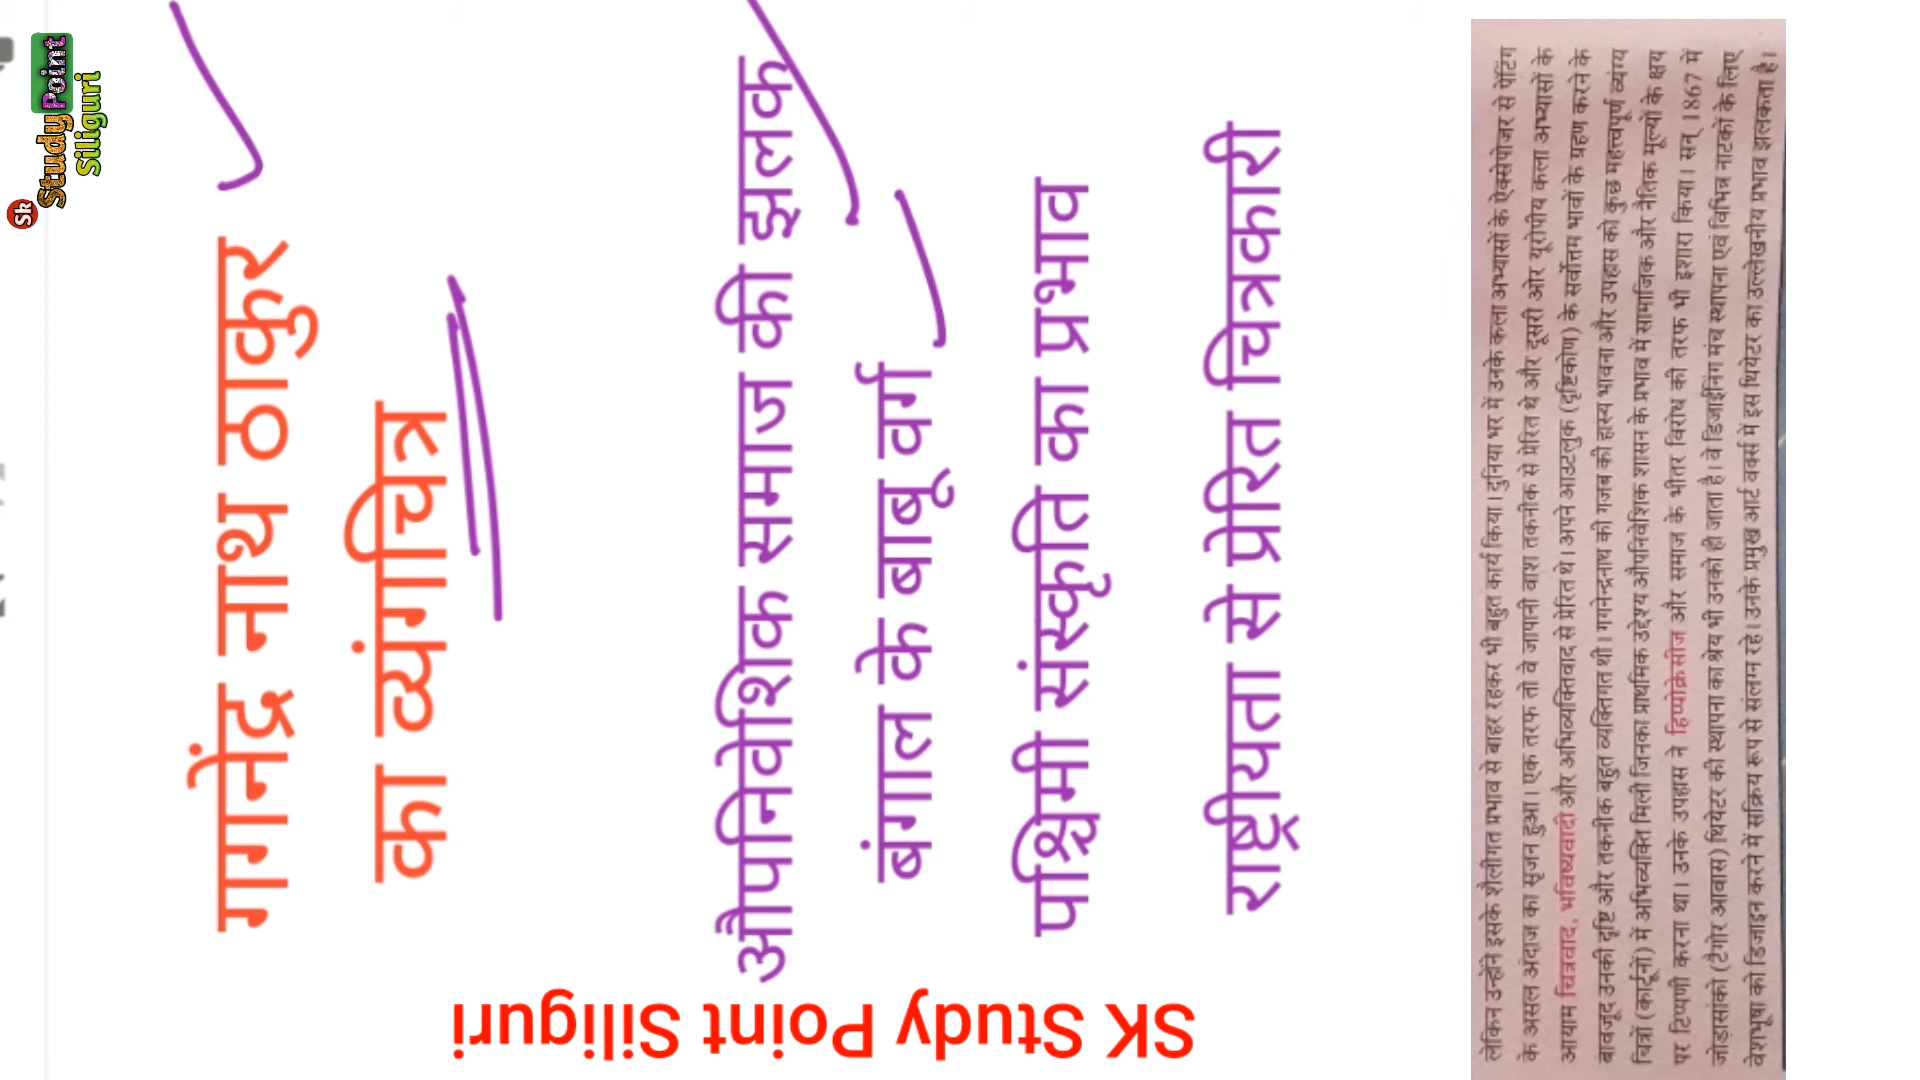 Sk
Study Point
Siliguri
गगनेंद्र नाथ ठाकुर
का व्यंगचित्र
औपनिवेशिक समाज की झलक
बंगाल के बाबू वर्ग
पश्चिमी संस्कृति का प्रभाव
राष्ट्रीयता से प्रेरित चित्रकारी
SK Study Point Siliguri
लेकिन उन्होंने इसके शैलीगत प्रभाव से बाहर रहकर भी बहुत कार्य किया। दुनिया भर में उनके कला अभ्यासों के ऐक्सपोजर से पेंटिंग
के असल अंदाज का सृजन हुआ। एक तरफ तो वे जापानी वाश तकनीक से प्रेरित थे और दूसरी ओर यूरोपीय कला अभ्यासों के
आयाम चित्रवाद, भविष्यवादी और अभिव्यक्तिवाद से प्रेरित थे। अपने आउटलुक (दृष्टिकोण) के सर्वोत्तम भावों के ग्रहण करने के
बावजूद उनकी दृष्टि और तकनीक बहुत व्यक्तिगत थी। गगनेन्द्रनाथ की गजब की हास्य भावना और उपहास को कुछ महत्त्वपूर्ण व्यंग्य
चित्रों (कार्टूनों) में अभिव्यक्ति मिली जिनका प्राथमिक उद्देश्य औपनिवेशिक शासन के प्रभाव में सामाजिक और नैतिक मूल्यों के क्षय
पर टिप्पणी करना था। उनके उपहास ने हिप्पोक्रेसीज और समाज के भीतर विरोध की तरफ भी इशारा किया। सन् 1867 में
जोड़ासांको (टैगोर आवास) थियेटर की स्थापना का श्रेय भी उनको ही जाता है। वे डिजाईनिंग मंच स्थापना एवं विभिन्न नाटकों के लिए
वेशभूषा को डिजाइन करने में सक्रिय रूप से संलग्न रहे। उनके प्रमुख आर्ट वर्क्स में इस थियेटर का उल्लेखनीय प्रभाव झलकता है।